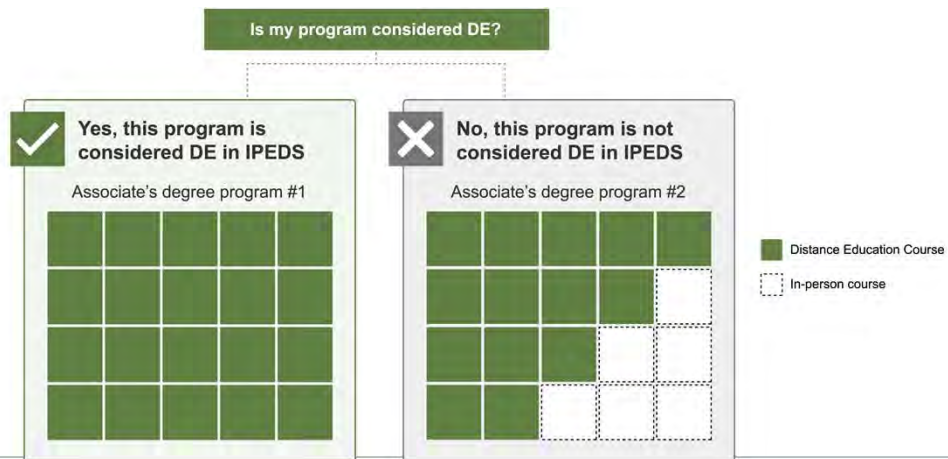 Is my program considered DE?
Yes, this program is
considered DE in IPEDS
Associate's degree program #1
No, this program is not
considered DE in IPEDS
Associate's degree program #2
Distance Education Course
In-person course